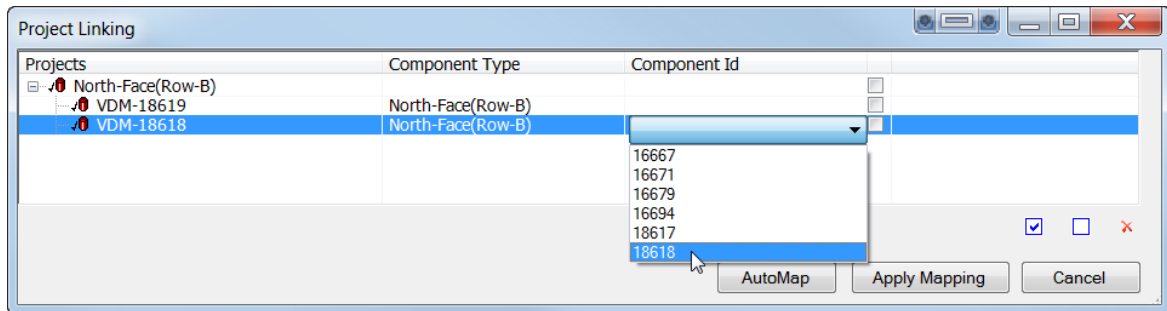 Project Linking
Projects Component Type Component Id
North-Face(Row-B)
VDM-18619 North-Face(Row-B)
VDM-18618 North-Face(Row-B)
16667
16671
16679
16694
18617
18618
AutoMap Apply Mapping Cancel